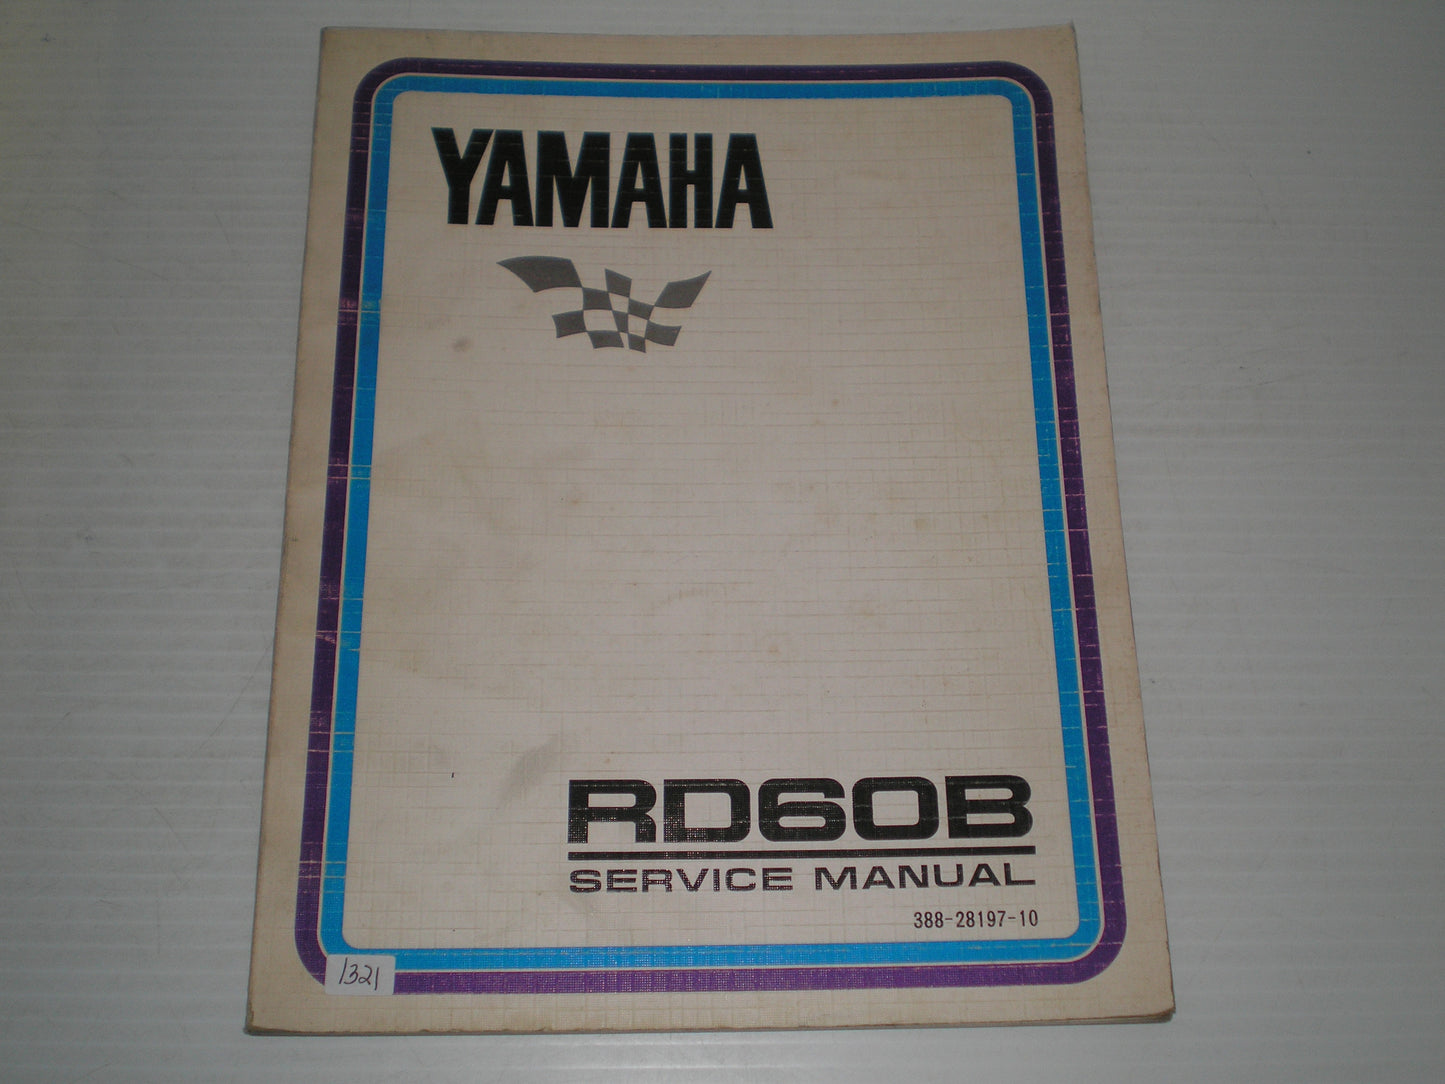 YAMAHA
RD60B
SERVICE MANUAL
388-28197-10
1321